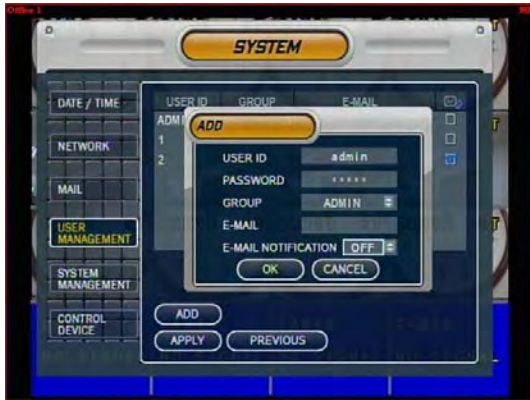 Office 1
SYSTEM
DATE / TIME
NETWORK
MAIL
USER MANAGEMENT
SYSTEM MANAGEMENT
CONTROL DEVICE
USER ID GROUP E-MAIL
ADMI
1
2
ADD
USER ID admin
PASSWORD *****
GROUP ADMIN
E-MAIL
E-MAIL NOTIFICATION OFF
OK CANCEL
ADD
APPLY PREVIOUS